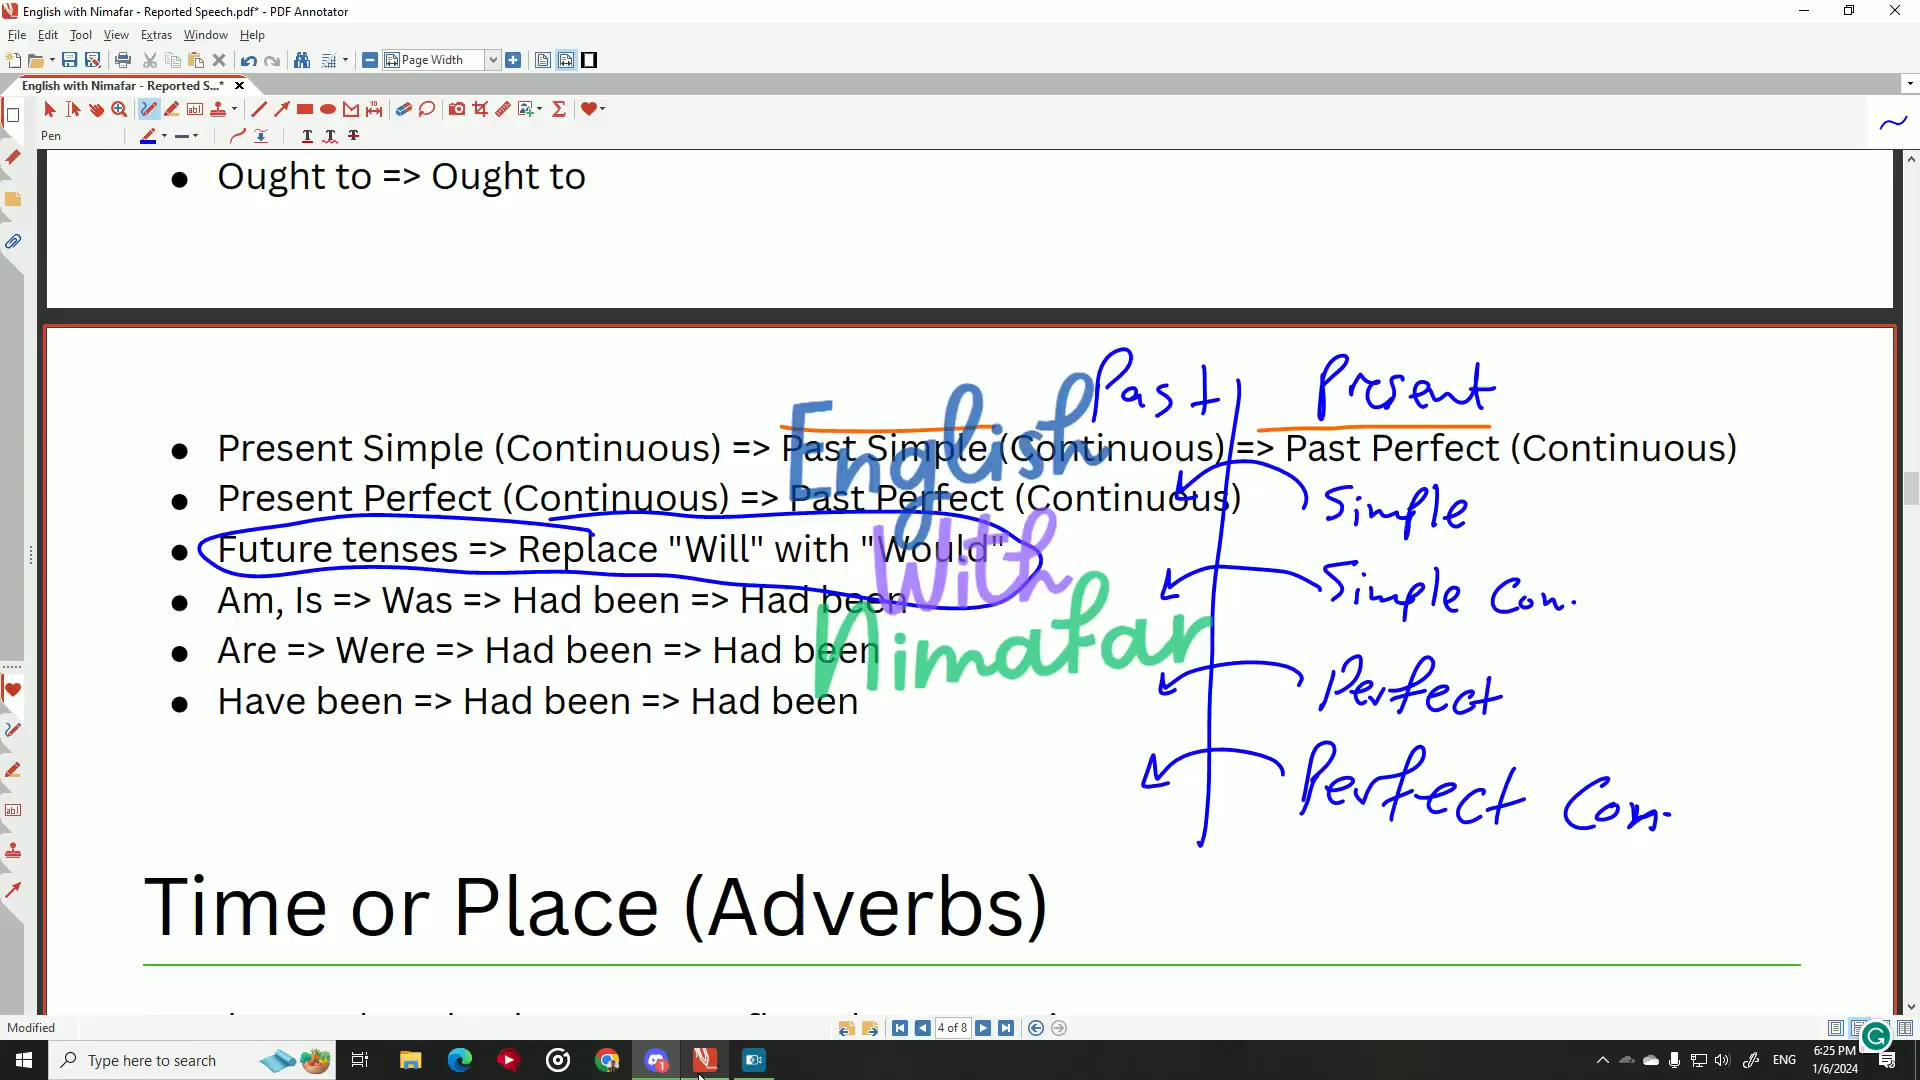 English with Nimafar - Reported Speech.pdf* - PDF Annotator
File Edit Tool View Extras Window Help
Page Width
English with Nimafar - Reported S...*
Pen
Ought to => Ought to
Past Present
Present Simple (Continuous) => Past Simple (Continuous) => Past Perfect (Continuous)
Present Perfect (Continuous) => Past Perfect (Continuous)
Simple
Future tenses => Replace "Will" with "Would"
Am, Is => Was => Had been => Had been
Simple Con.
Are => Were => Had been => Had been
Have been => Had been => Had been
Perfect
Perfect Con.
English
With
Nimafar
Time or Place (Adverbs)
Modified
4 of 8
Type here to search
ENG
6:25 PM
1/6/2024